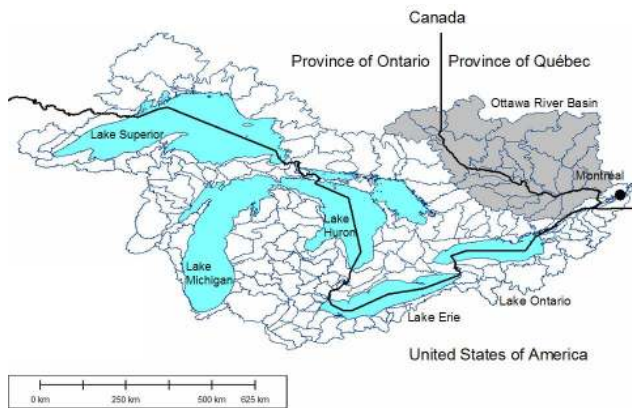 Canada
Province of Ontario
Province of Québec
Ottawa River Basin
Lake Superior
Montréal
Lake
Huron
Lake
Michigan
Lake Ontario
Lake Erie
United States of America
0 km
250 km
500 km
625 km